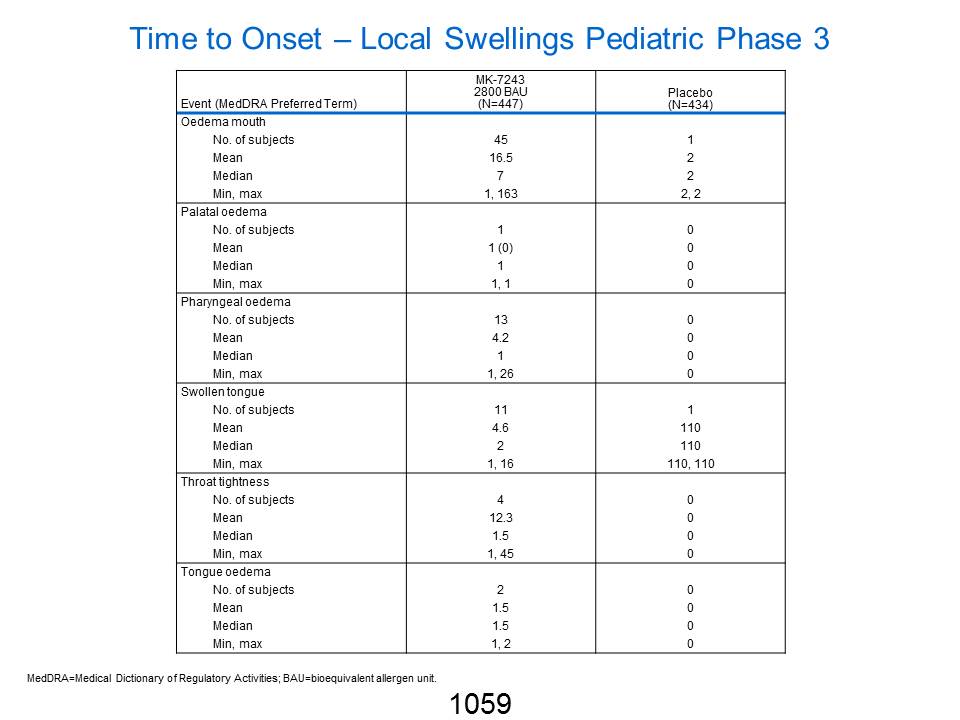 Time to Onset – Local Swellings Pediatric Phase 3
Event (MedDRA Preferred Term) MK-7243 2800 BAU (N=447) Placebo (N=434)
Oedema mouth
No. of subjects 45 1
Mean 16.5 2
Median 7 2
Min, max 1, 163 2, 2
Palatal oedema
No. of subjects 1 0
Mean 1 (0) 0
Median 1 0
Min, max 1, 1 0
Pharyngeal oedema
No. of subjects 13 0
Mean 4.2 0
Median 1 0
Min, max 1, 26 0
Swollen tongue
No. of subjects 11 1
Mean 4.6 110
Median 2 110
Min, max 1, 16 110, 110
Throat tightness
No. of subjects 4 0
Mean 12.3 0
Median 1.5 0
Min, max 1, 45 0
Tongue oedema
No. of subjects 2 0
Mean 1.5 0
Median 1.5 0
Min, max 1, 2 0
MedDRA=Medical Dictionary of Regulatory Activities; BAU=bioequivalent allergen unit.
1059